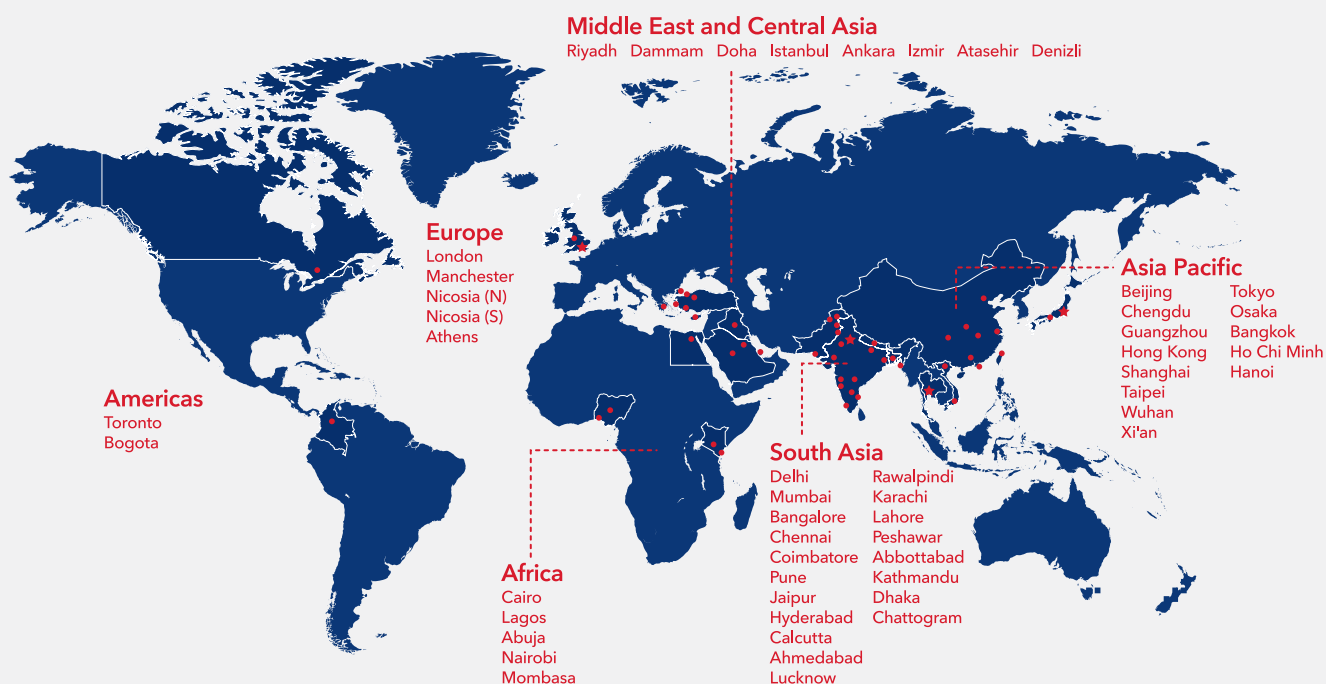 Middle East and Central Asia
Riyadh Dammam Doha Istanbul Ankara Izmir Atasehir Denizli
Europe
London
Manchester
Nicosia (N)
Nicosia (S)
Athens
Asia Pacific
Beijing
Chengdu
Guangzhou
Hong Kong
Shanghai
Taipei
Wuhan
Xi'an
Tokyo
Osaka
Bangkok
Ho Chi Minh
Hanoi
Americas
Toronto
Bogota
South Asia
Delhi
Mumbai
Bangalore
Chennai
Coimbatore
Pune
Jaipur
Hyderabad
Calcutta
Ahmedabad
Lucknow
Rawalpindi
Karachi
Lahore
Peshawar
Abbottabad
Kathmandu
Dhaka
Chattogram
Africa
Cairo
Lagos
Abuja
Nairobi
Mombasa